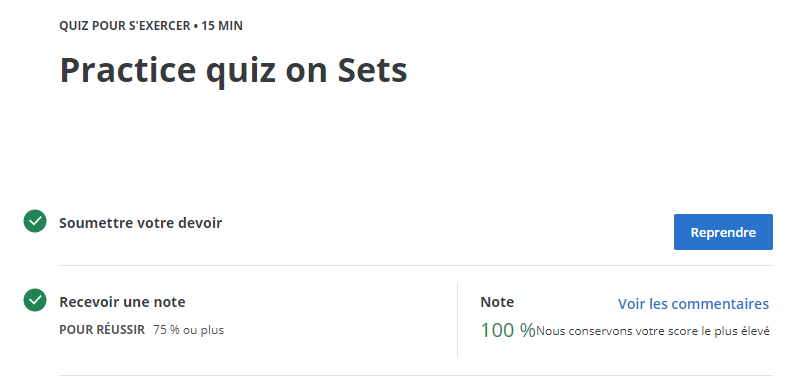 QUIZ POUR S'EXERCER • 15 MIN
Practice quiz on Sets
Soumettre votre devoir
Reprendre
Recevoir une note
POUR RÉUSSIR 75 % ou plus
Note
Voir les commentaires
100 % Nous conservons votre score le plus élevé